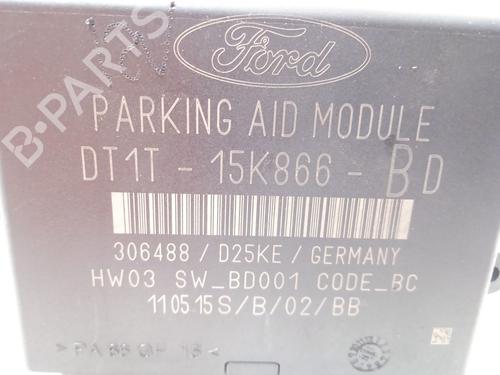 Ford
B-PARTS
PARKING AID MODULE
DT1T - 15K866 - BD
306488 / D25KE / GERMANY
HW03 SW_BD001 CODE_BC
110515S/B/02/BB